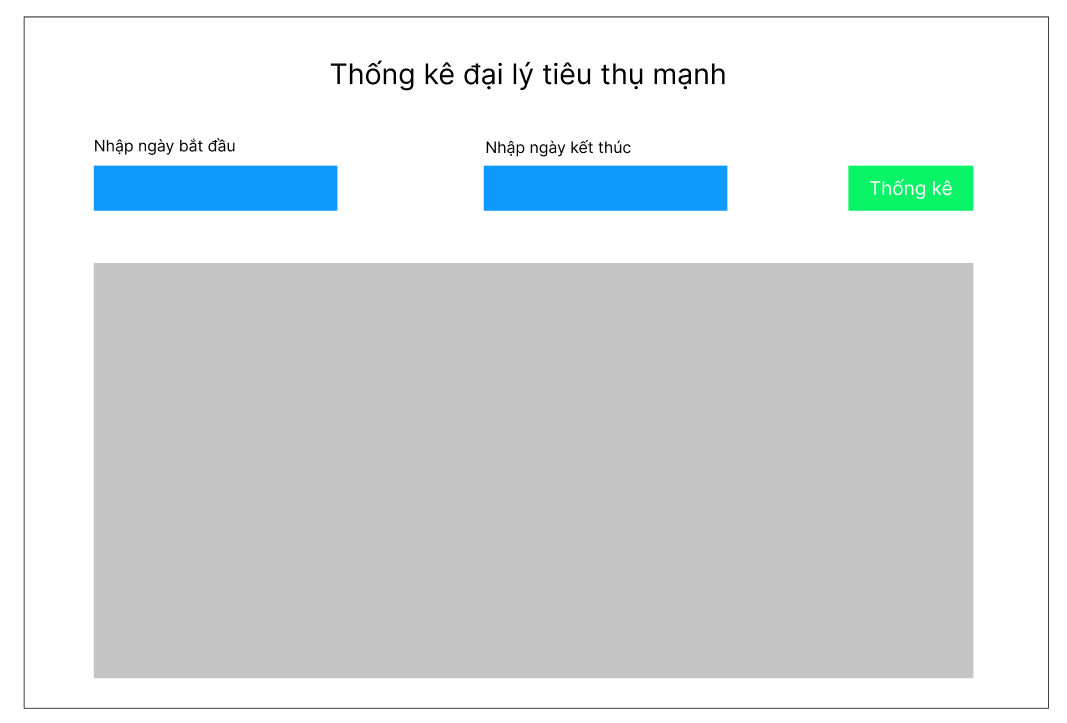 Thống kê đại lý tiêu thụ mạnh
Nhập ngày bắt đầu
Nhập ngày kết thúc
Thống kê